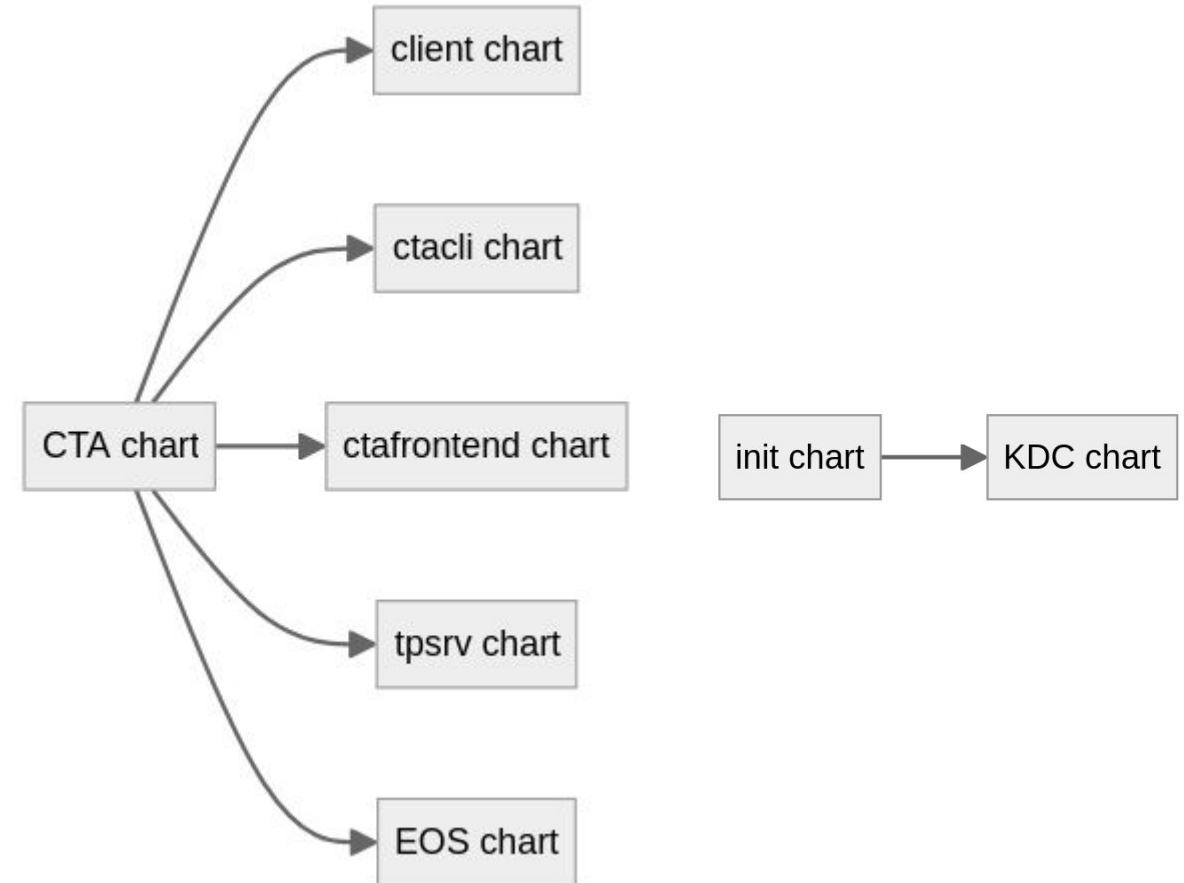 client chart
ctacli chart
CTA chart
ctafrontend chart
init chart
KDC chart
tpsrv chart
EOS chart